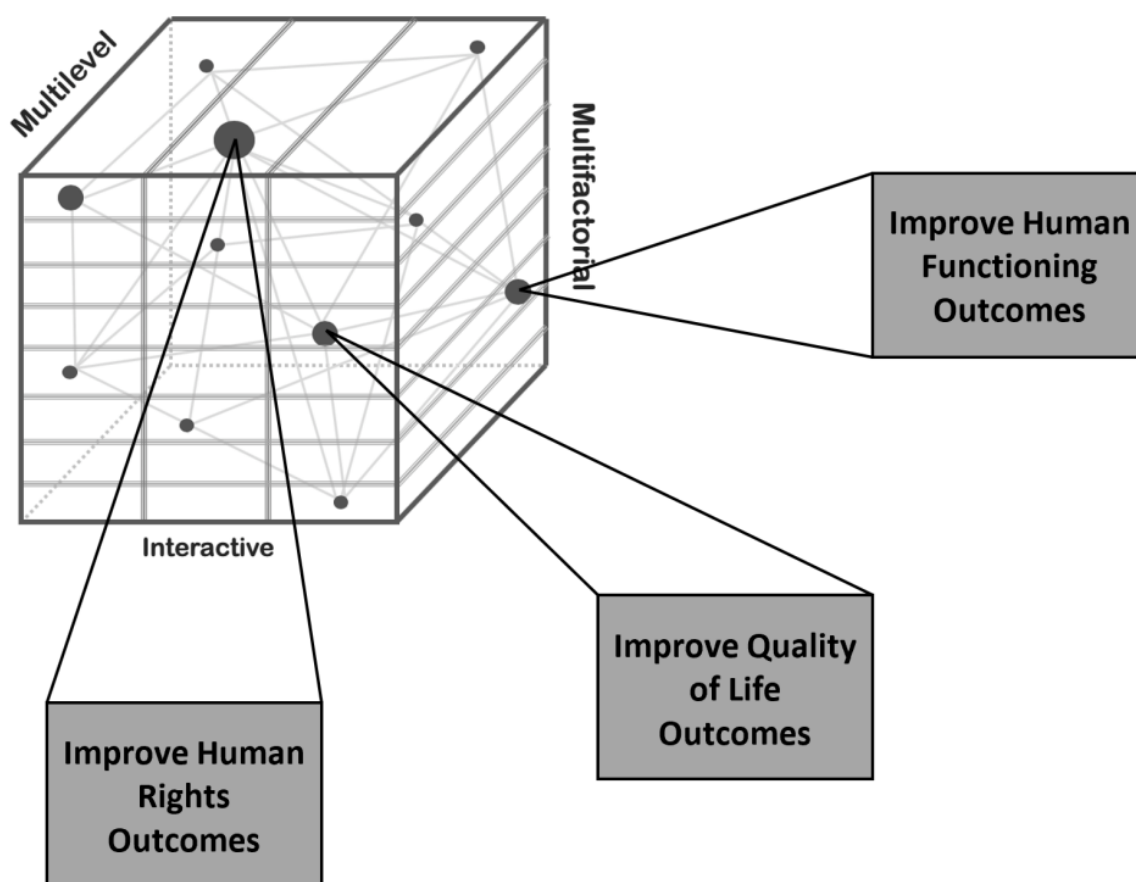 Multilevel
Multifactorial
Interactive
Improve Human
Functioning
Outcomes
Improve Quality
of Life
Outcomes
Improve Human
Rights
Outcomes